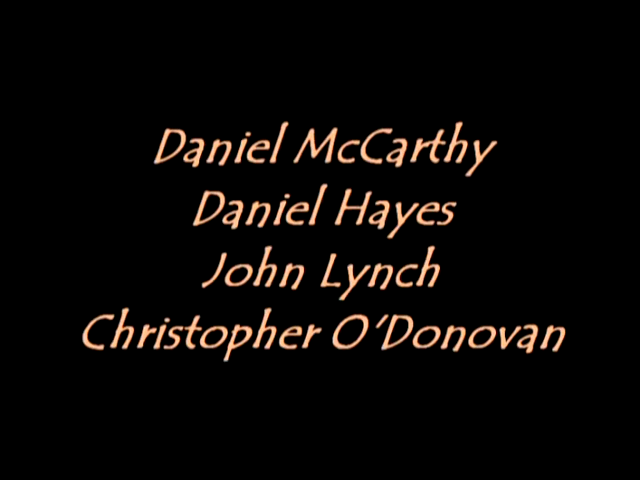 Daniel McCarthy
Daniel Hayes
John Lynch
Christopher O'Donovan